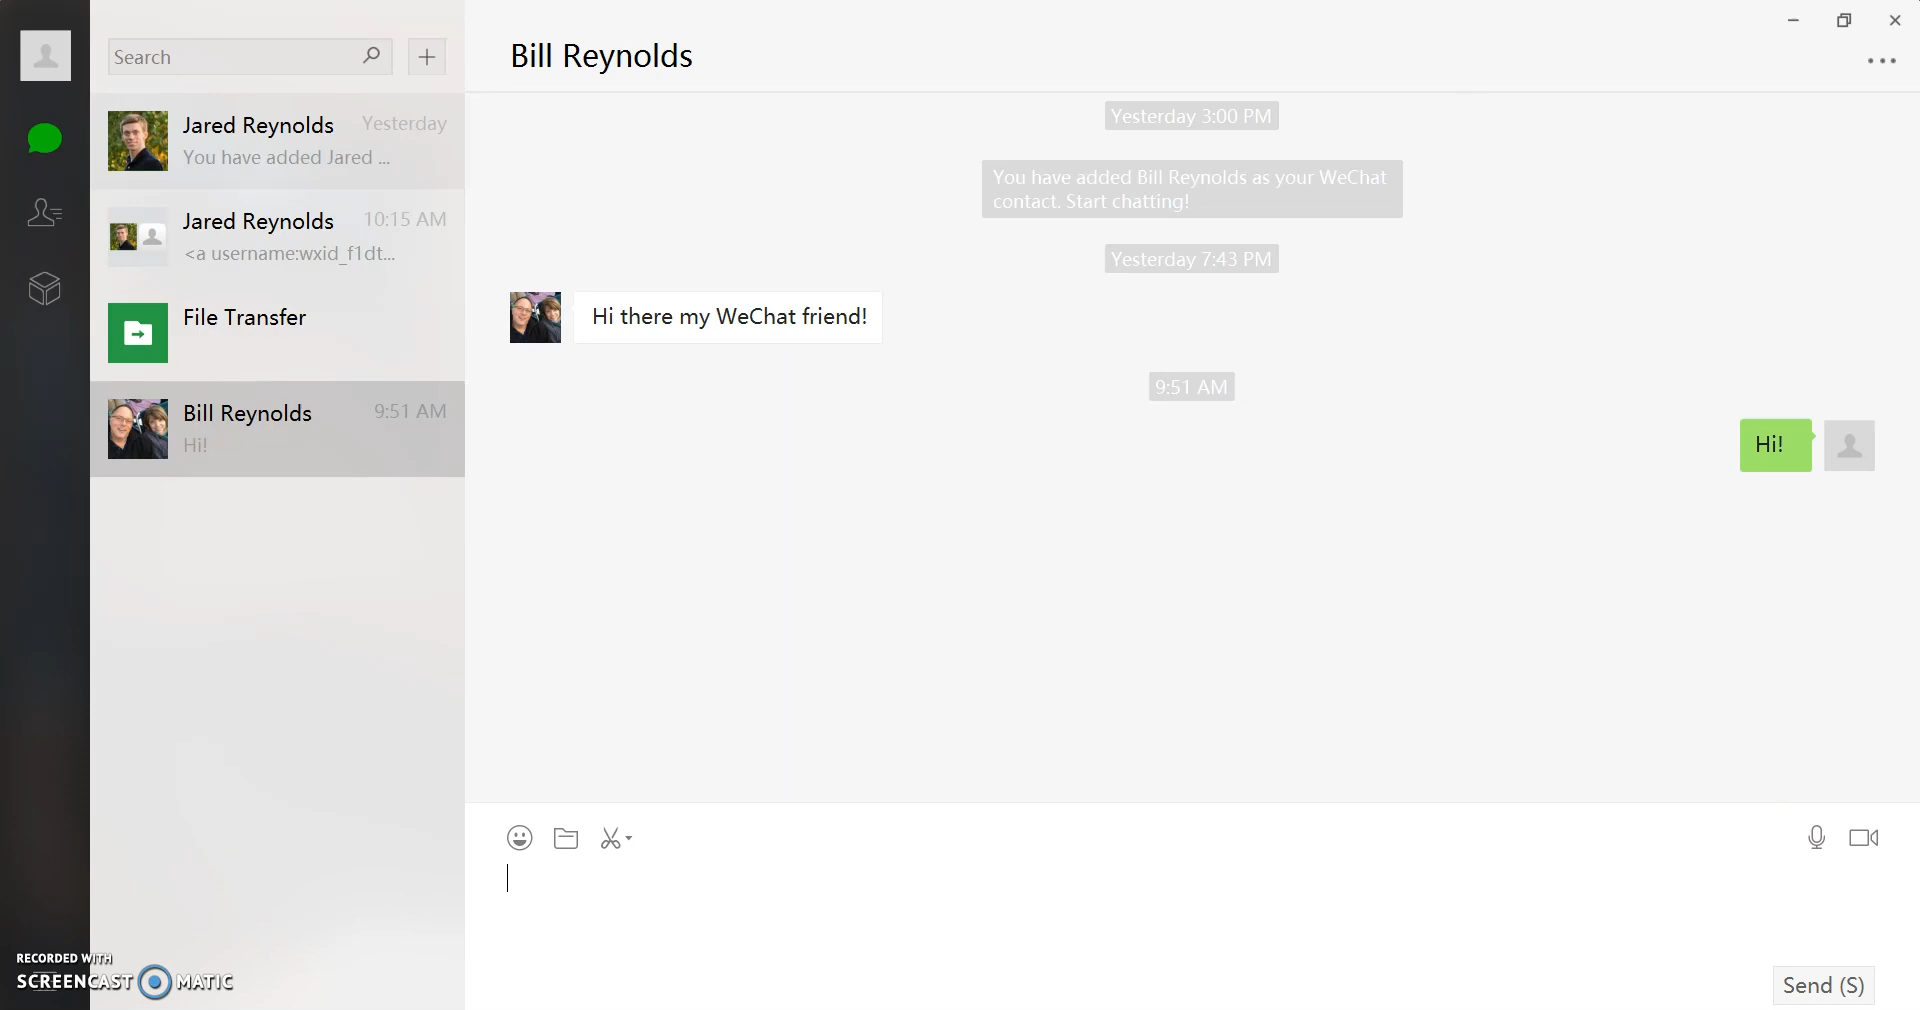 Search
Jared Reynolds
Yesterday
You have added Jared ...
Jared Reynolds
10:15 AM
<a username:wxid_f1dt...
File Transfer
Bill Reynolds
9:51 AM
Hi!
Bill Reynolds
Yesterday 3:00 PM
You have added Bill Reynolds as your WeChat
contact. Start chatting!
Yesterday 7:43 PM
Hi there my WeChat friend!
9:51 AM
Hi!
Send (S)
RECORDED WITH
SCREENCAST MATIC